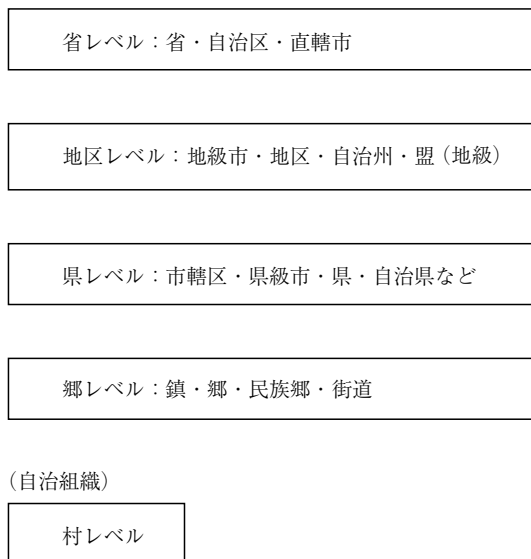 省レベル：省・自治区・直轄市
地区レベル：地級市・地区・自治州・盟（地級）
県レベル：市轄区・県級市・県・自治県など
郷レベル：鎮・郷・民族郷・街道
（自治組織）
村レベル